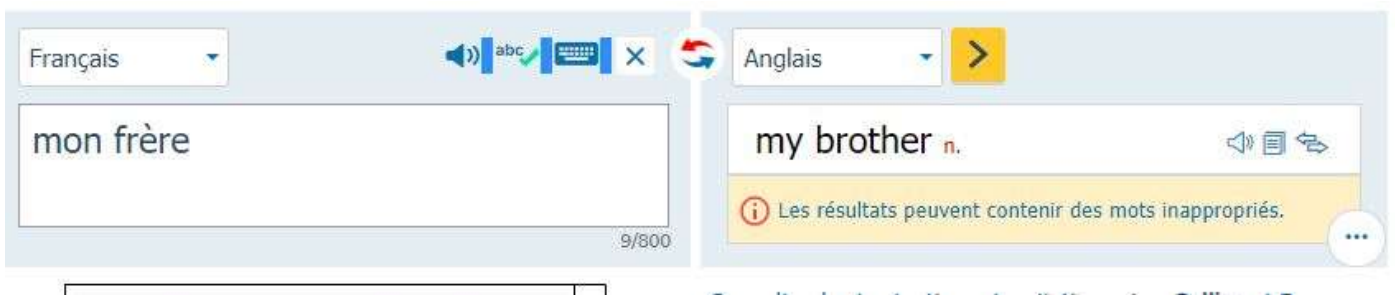 Français
abc
Anglais
mon frère
9/800
my brother n.
Les résultats peuvent contenir des mots inappropriés.